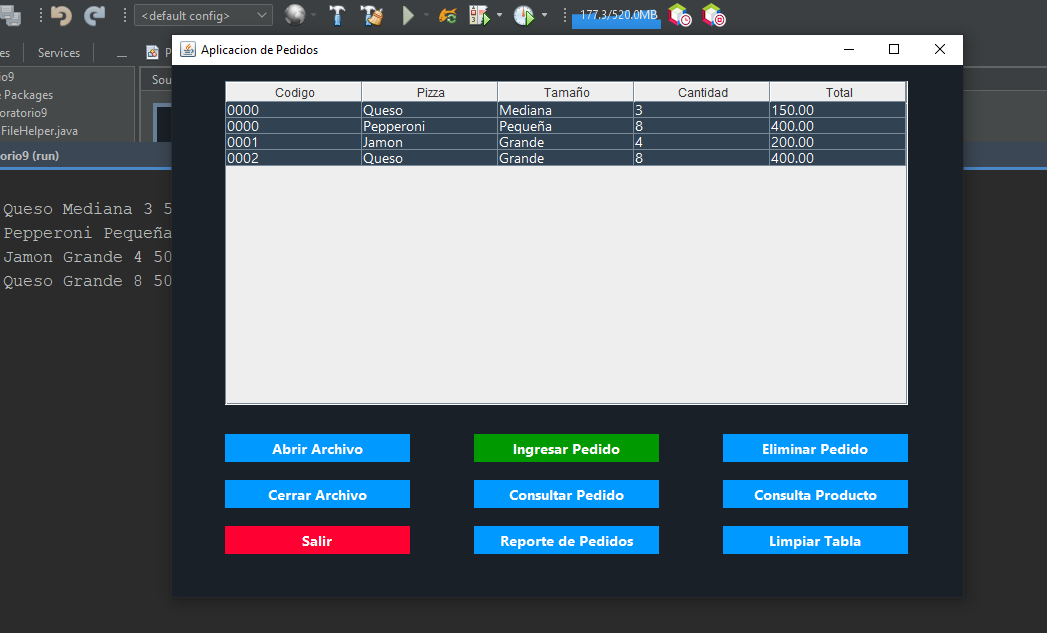 <default config>
177,3/520,0MB
Services
Aplicacion de Pedidos
io9
Packages
oratorio9
FileHelper.java
orio9 (run)
Sou
Codigo Pizza Tamaño Cantidad Total
0000 Queso Mediana 3 150.00
0000 Pepperoni Pequeña 8 400.00
0001 Jamon Grande 4 200.00
0002 Queso Grande 8 400.00
Queso Mediana 3 5
Pepperoni Pequeña
Jamon Grande 4 50
Queso Grande 8 50
Abrir Archivo Ingresar Pedido Eliminar Pedido
Cerrar Archivo Consultar Pedido Consulta Producto
Salir Reporte de Pedidos Limpiar Tabla